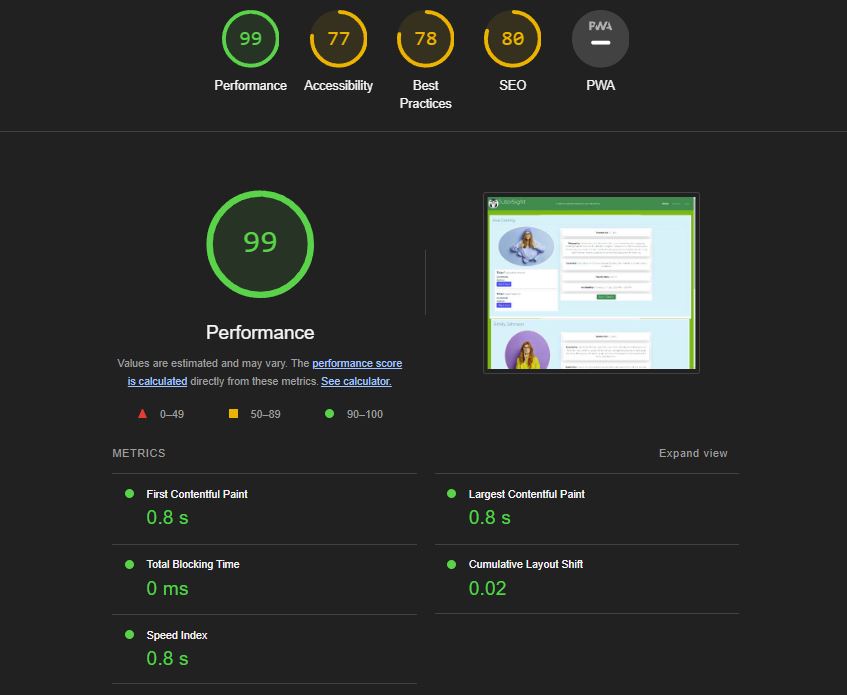 99
77
78
80
PWA
Performance
Accessibility
Best
Practices
SEO
PWA
99
Performance
Values are estimated and may vary. The performance score
is calculated directly from these metrics. See calculator.
0–49
50–89
90–100
METRICS
Expand view
First Contentful Paint
0.8 s
Largest Contentful Paint
0.8 s
Total Blocking Time
0 ms
Cumulative Layout Shift
0.02
Speed Index
0.8 s